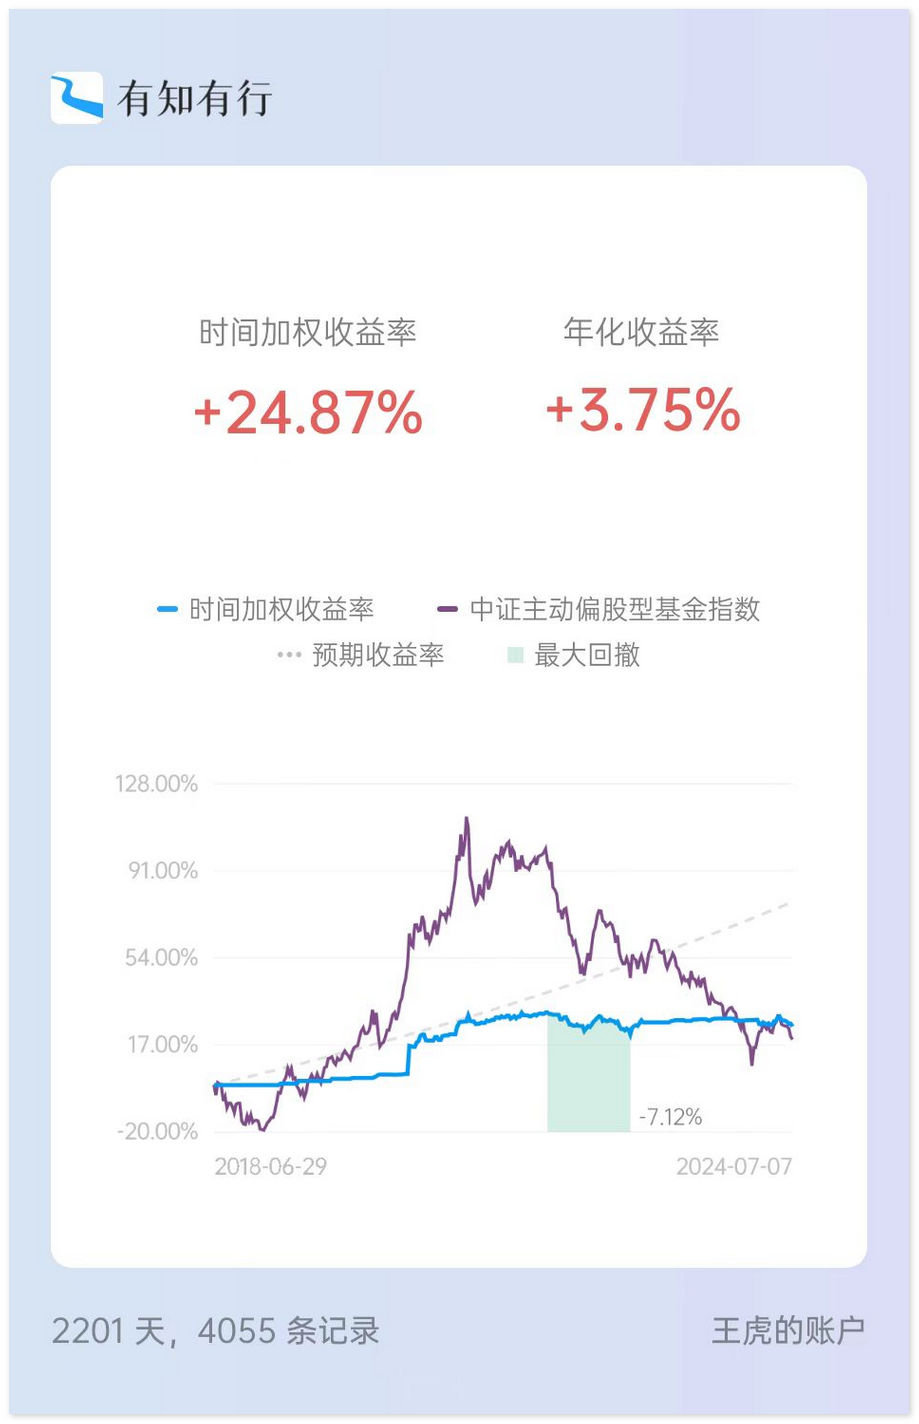 有知有行
时间加权收益率 年化收益率
+24.87% +3.75%
时间加权收益率 中证主动偏股型基金指数
预期收益率 最大回撤
128.00%
91.00%
54.00%
17.00%
-7.12%
-20.00%
2018-06-29 2024-07-07
2201 天，4055 条记录 王虎的账户